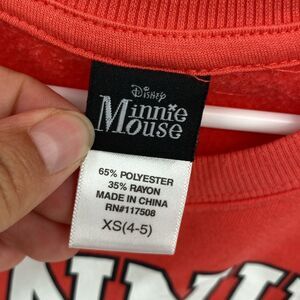 Disney
Minnie
Mouse
65% POLYESTER
35% RAYON
MADE IN CHINA
RN#117508
XS(4-5)